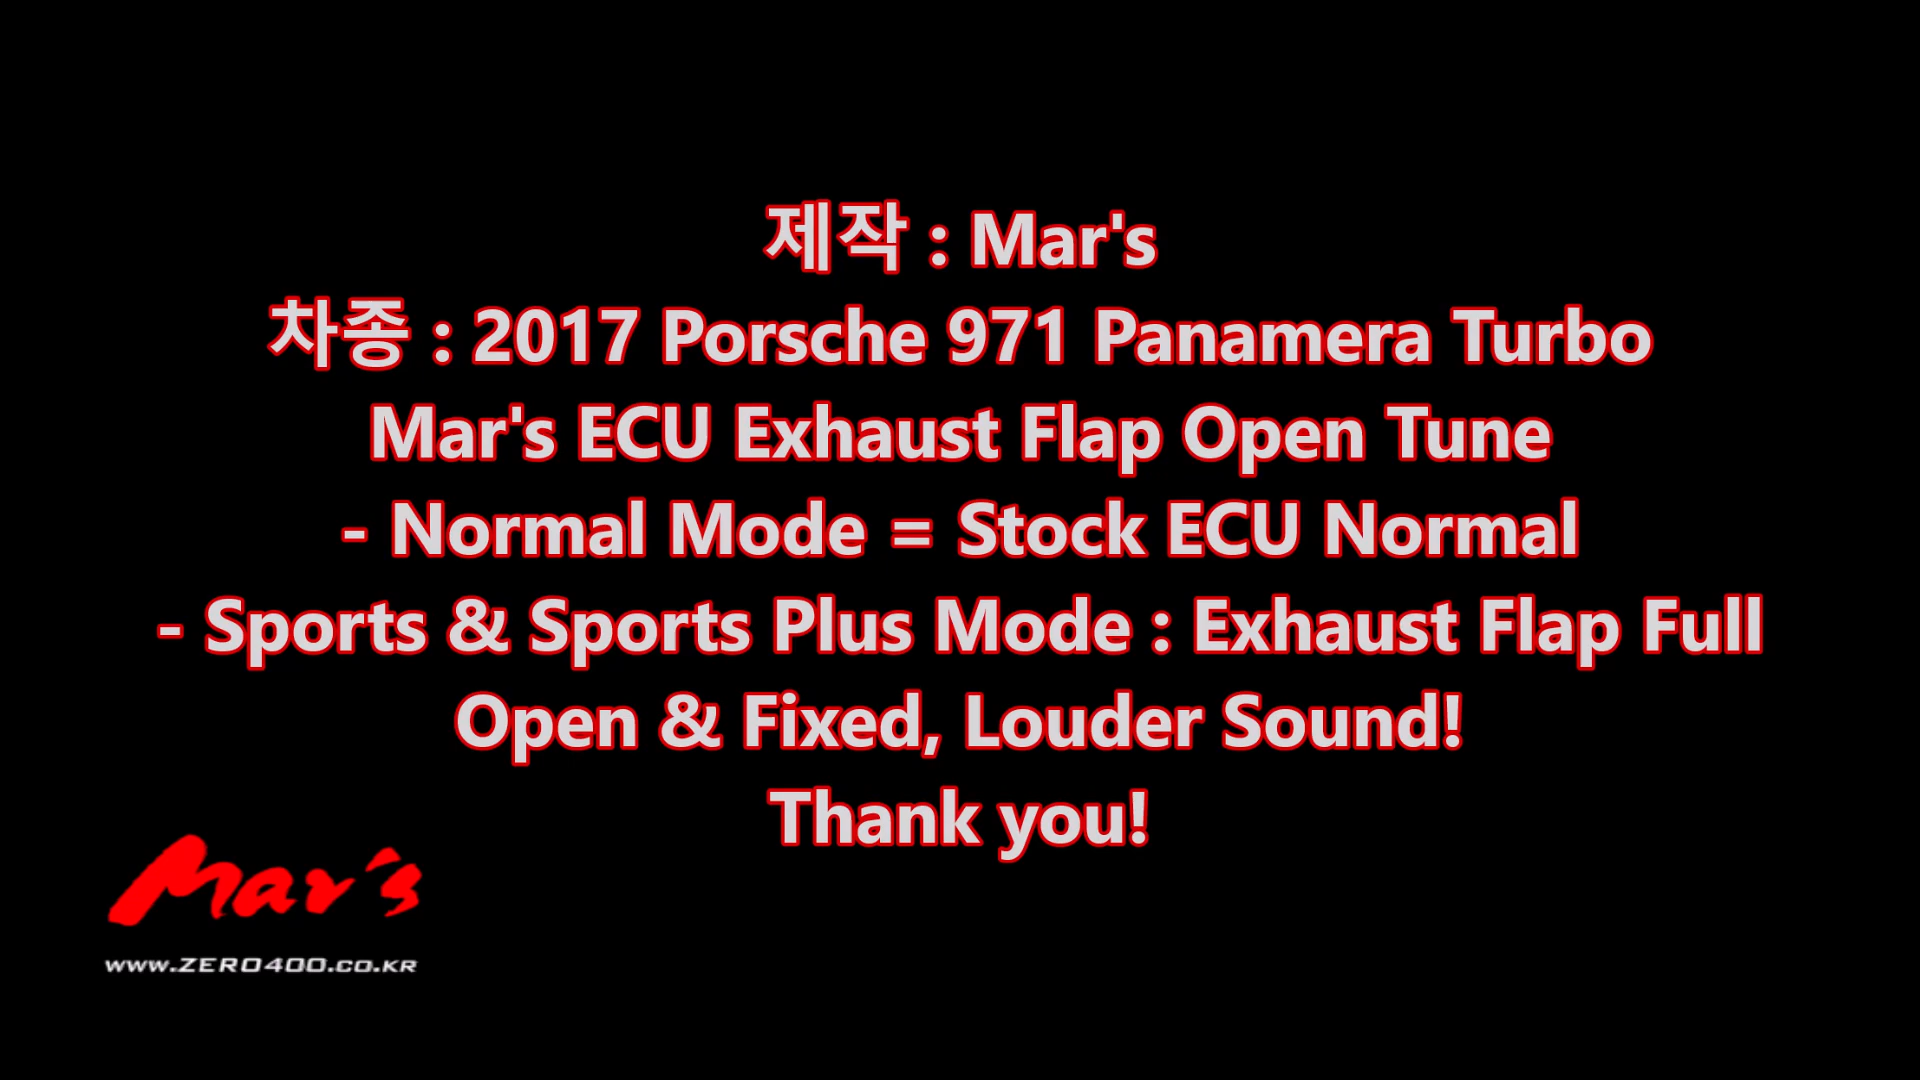 제작 : Mar's
차종 : 2017 Porsche 971 Panamera Turbo
Mar's ECU Exhaust Flap Open Tune
- Normal Mode = Stock ECU Normal
- Sports & Sports Plus Mode : Exhaust Flap Full
Open & Fixed, Louder Sound!
Thank you!
Mar's
www.ZERO400.co.kr